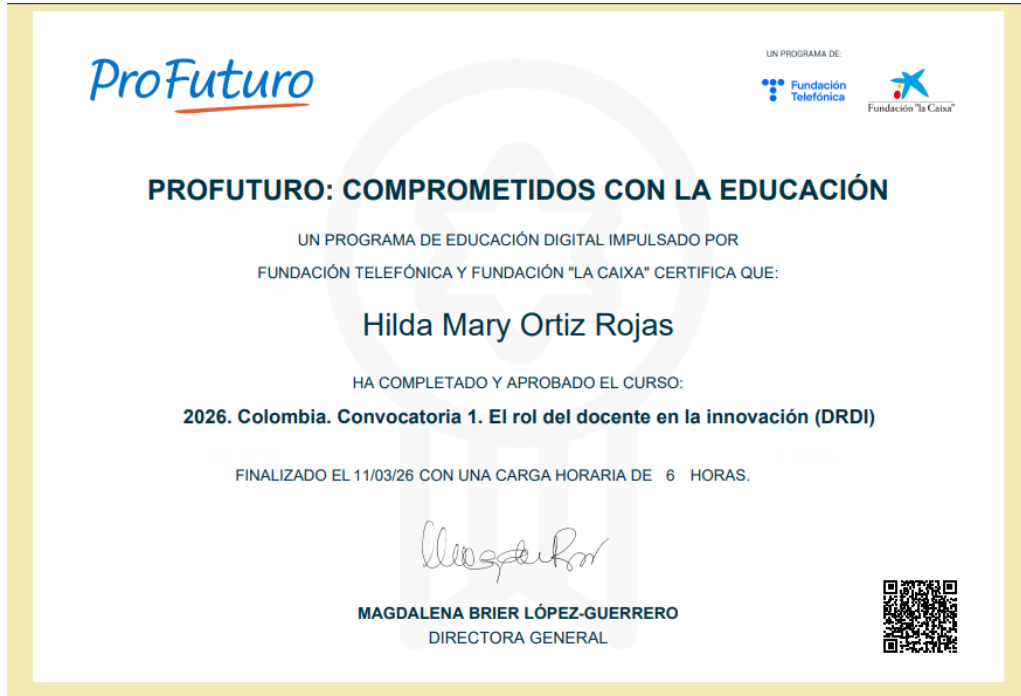 ProFuturo
UN PROGRAMA DE:
Fundación
Telefónica
Fundación "la Caixa"
PROFUTURO: COMPROMETIDOS CON LA EDUCACIÓN
UN PROGRAMA DE EDUCACIÓN DIGITAL IMPULSADO POR
FUNDACIÓN TELEFÓNICA Y FUNDACIÓN "LA CAIXA" CERTIFICA QUE:
Hilda Mary Ortiz Rojas
HA COMPLETADO Y APROBADO EL CURSO:
2026. Colombia. Convocatoria 1. El rol del docente en la innovación (DRDI)
FINALIZADO EL 11/03/26 CON UNA CARGA HORARIA DE 6 HORAS.
MAGDALENA BRIER LÓPEZ-GUERRERO
DIRECTORA GENERAL